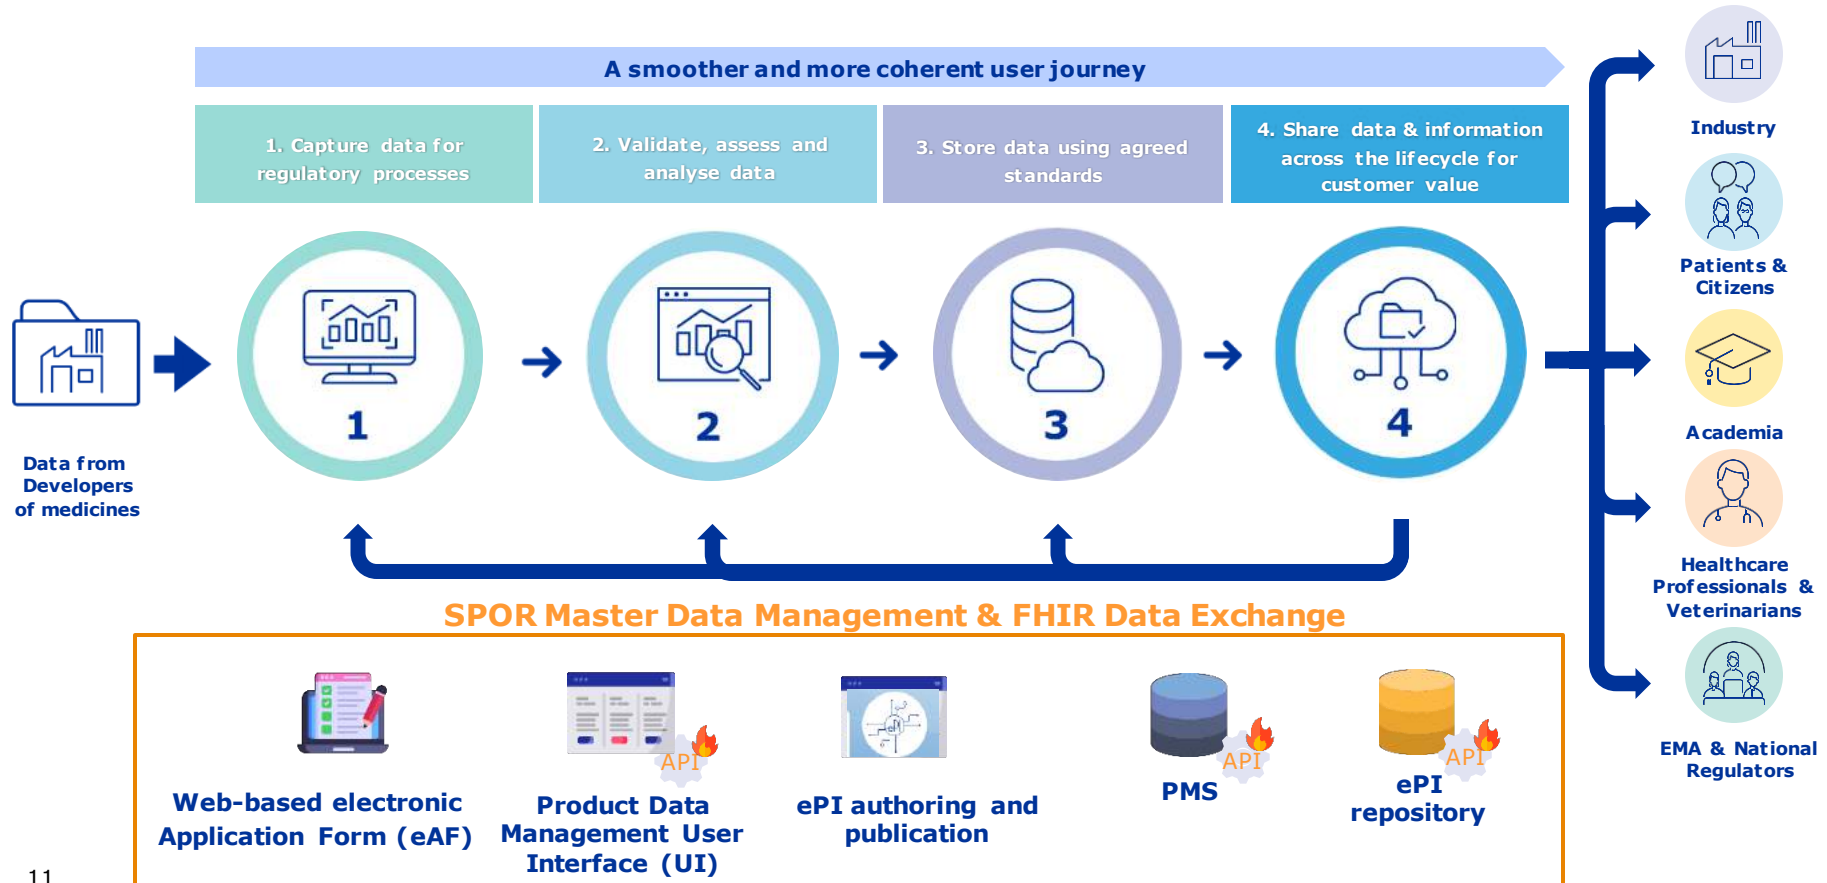 A smoother and more coherent user journey
1. Capture data for
regulatory processes
2. Validate, assess and
analyse data
3. Store data using agreed
standards
4. Share data & information
across the lifecycle for
customer value
Data from
Developers
of medicines
1
2
3
4
Industry
Patients &
Citizens
Academia
Healthcare
Professionals &
Veterinarians
EMA & National
Regulators
SPOR Master Data Management & FHIR Data Exchange
Web-based electronic
Application Form (eAF)
API
Product Data
Management User
Interface (UI)
ePI
ePI authoring and
publication
API
PMS
API
ePI
repository
11